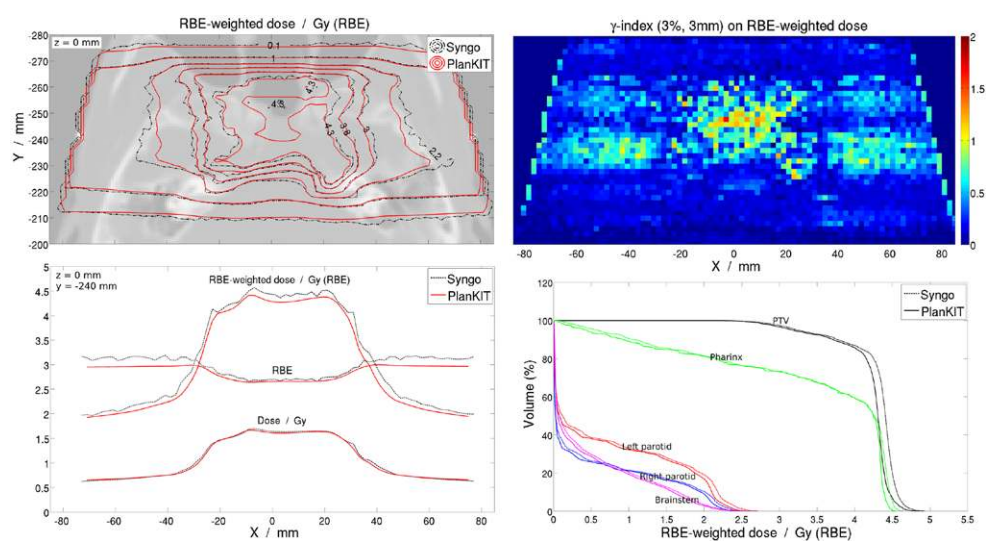 RBE-weighted dose / Gy (RBE)
z = 0 mm
Syngo
PlanKIT
0.1
1
4.3
4.3
4.3
3.8
3
2.2
-280
-270
-260
-250
-240
-230
-220
-210
-200
Y / mm
γ-index (3%, 3mm) on RBE-weighted dose
2
1.5
1
0.5
0
-80
-60
-40
-20
0
20
40
60
80
X / mm
z = 0 mm
y = -240 mm
RBE-weighted dose / Gy (RBE)
Syngo
PlanKIT
RBE
Dose / Gy
5
4.5
4
3.5
3
2.5
2
1.5
1
0.5
0
-80
-60
-40
-20
0
20
40
60
80
X / mm
Syngo
PlanKIT
PTV
Pharinx
Left parotid
Right parotid
Brainstem
120
100
80
60
40
20
0
Volume (%)
0
0.5
1
1.5
2
2.5
3
3.5
4
4.5
5
5.5
RBE-weighted dose / Gy (RBE)